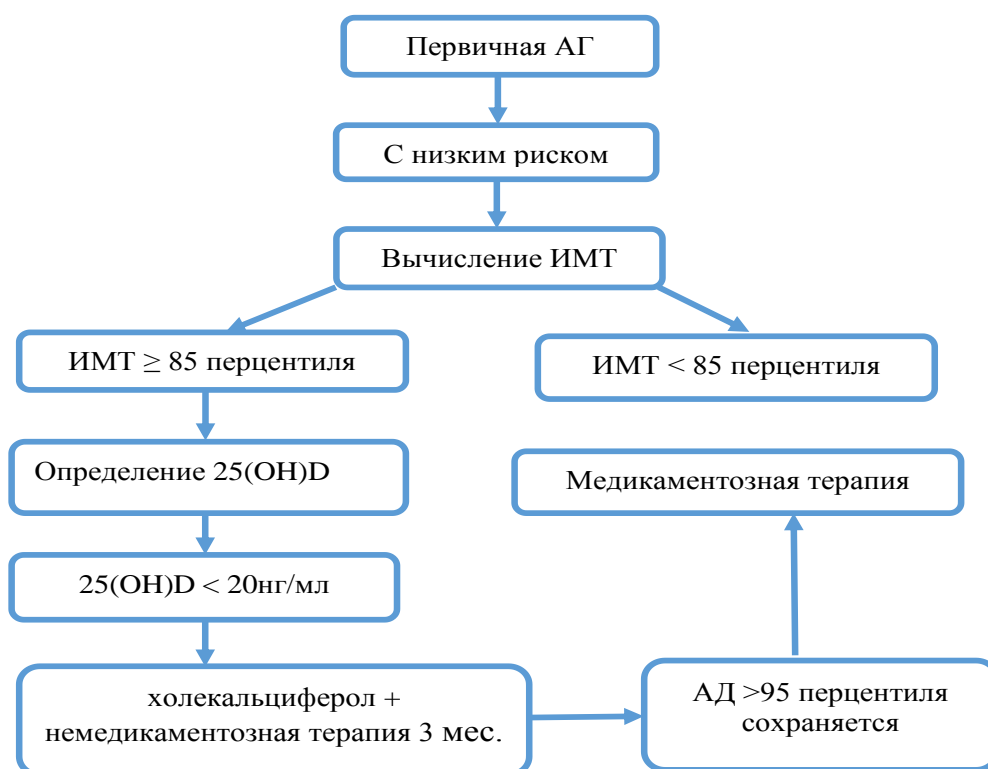 Первичная АГ
С низким риском
Вычисление ИМТ
ИМТ ≥ 85 перцентиля
ИМТ < 85 перцентиля
Определение 25(OH)D
Медикаментозная терапия
25(OH)D < 20нг/мл
холекальциферол +
немедикаментозная терапия 3 мес.
АД >95 перцентиля
сохраняется